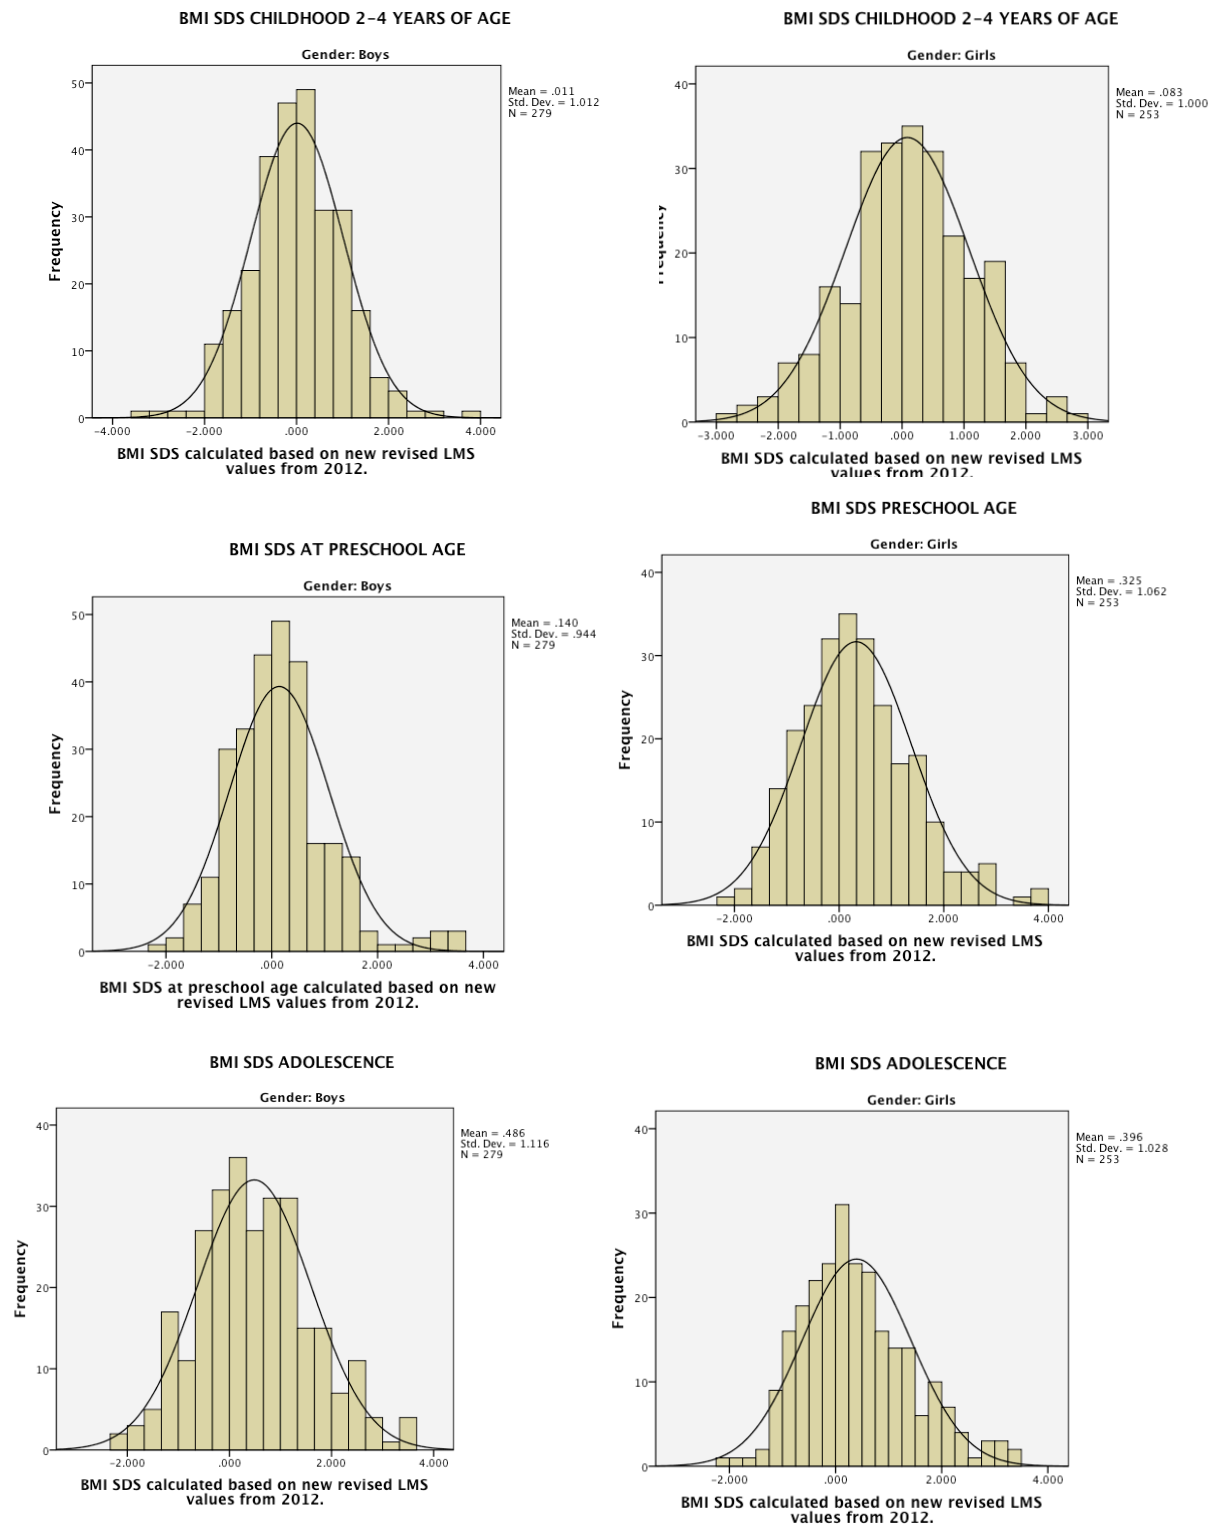 BMI SDS CHILDHOOD 2-4 YEARS OF AGE
Gender: Boys
Mean = .011
Std. Dev. = 1.012
N = 279
50
40
30
20
10
0
Frequency
-4.000 -2.000 .000 2.000 4.000
BMI SDS calculated based on new revised LMS
values from 2012.
BMI SDS CHILDHOOD 2-4 YEARS OF AGE
Gender: Girls
Mean = .083
Std. Dev. = 1.000
N = 253
40
30
20
10
0
Frequency
-3.000 -2.000 -1.000 .000 1.000 2.000 3.000
BMI SDS calculated based on new revised LMS
values from 2012.
BMI SDS AT PRESCHOOL AGE
Gender: Boys
Mean = .140
Std. Dev. = .944
N = 279
50
40
30
20
10
0
Frequency
-2.000 .000 2.000 4.000
BMI SDS at preschool age calculated based on new
revised LMS values from 2012.
BMI SDS PRESCHOOL AGE
Gender: Girls
Mean = .325
Std. Dev. = 1.062
N = 253
40
30
20
10
0
Frequency
-2.000 .000 2.000 4.000
BMI SDS calculated based on new revised LMS
values from 2012.
BMI SDS ADOLESCENCE
Gender: Boys
Mean = .486
Std. Dev. = 1.116
N = 279
40
30
20
10
0
Frequency
-2.000 .000 2.000 4.000
BMI SDS calculated based on new revised LMS
values from 2012.
BMI SDS ADOLESCENCE
Gender: Girls
Mean = .396
Std. Dev. = 1.028
N = 253
40
30
20
10
0
Frequency
-2.000 .000 2.000 4.000
BMI SDS calculated based on new revised LMS
values from 2012.